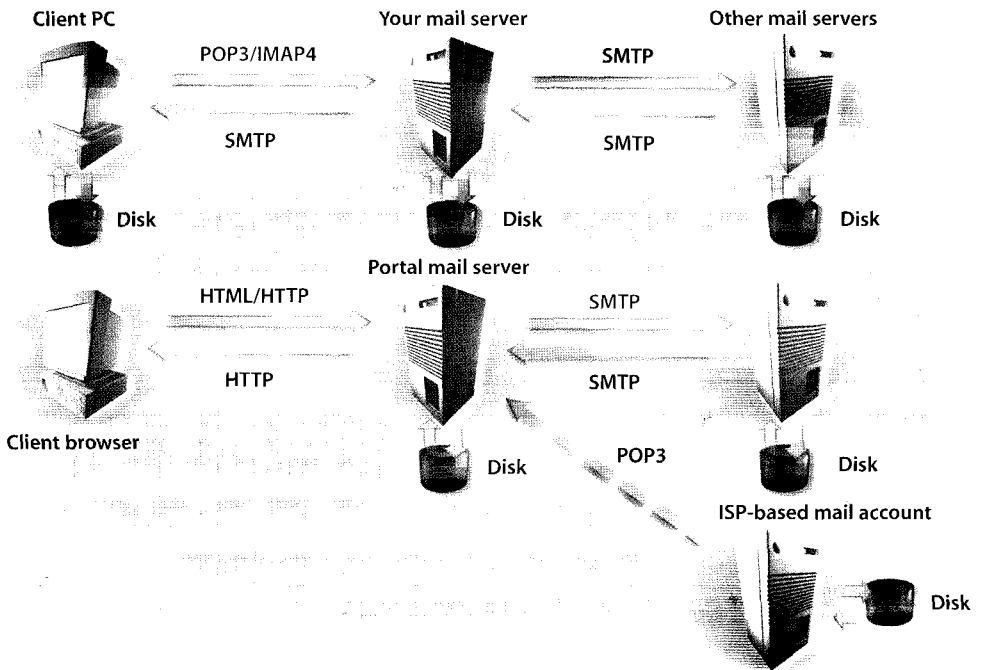 Client PC
Your mail server
Other mail servers
POP3/IMAP4
SMTP
SMTP
SMTP
Disk
Disk
Disk
Portal mail server
HTML/HTTP
SMTP
HTTP
SMTP
Client browser
Disk
POP3
Disk
ISP-based mail account
Disk